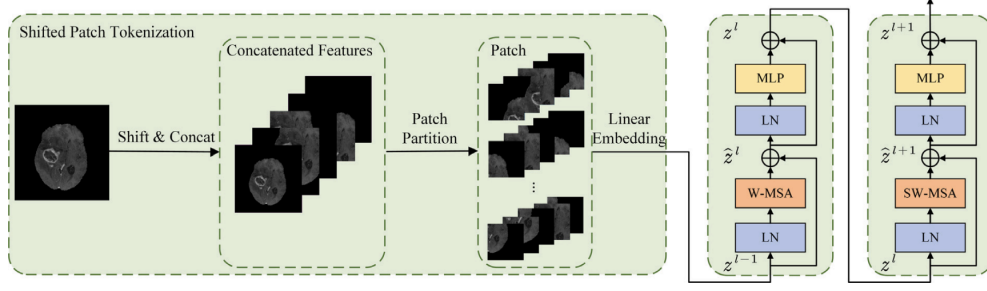 Shifted Patch Tokenization
Concatenated Features
Patch
Shift & Concat
Patch
Partition
Linear
Embedding
...
z^l
MLP
LN
ẑ^l
W-MSA
LN
z^{l-1}
z^{l+1}
MLP
LN
ẑ^{l+1}
SW-MSA
LN
z^l